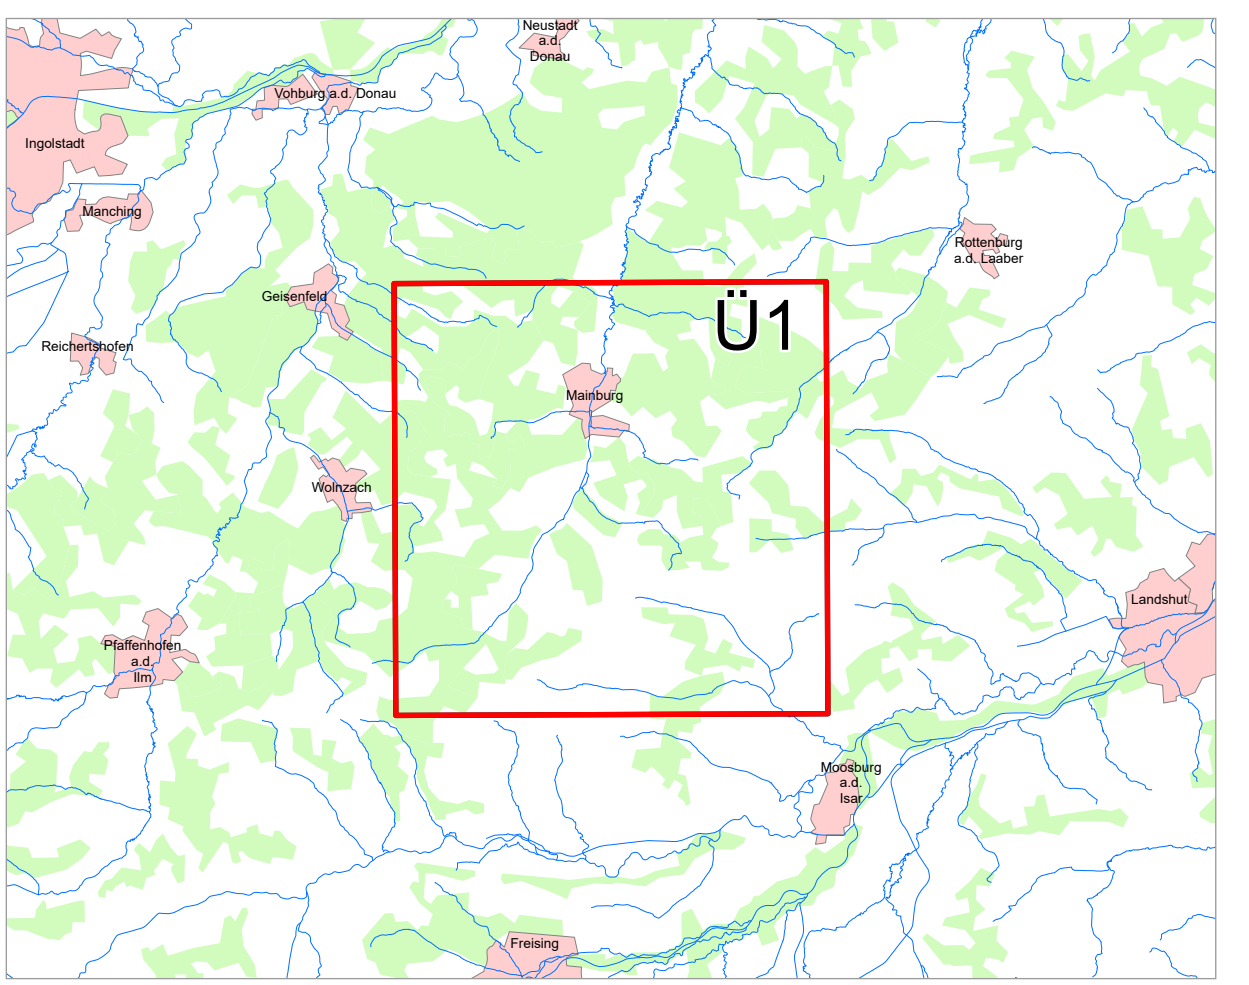 Neustadt
a.d.
Donau
Vohburg a.d. Donau
Ingolstadt
Manching
Rottenburg
a.d. Laaber
Geisenfeld
Ü1
Reichertshofen
Mainburg
Wolnzach
Landshut
Pfaffenhofen
a.d.
Ilm
Moosburg
a.d.
Isar
Freising